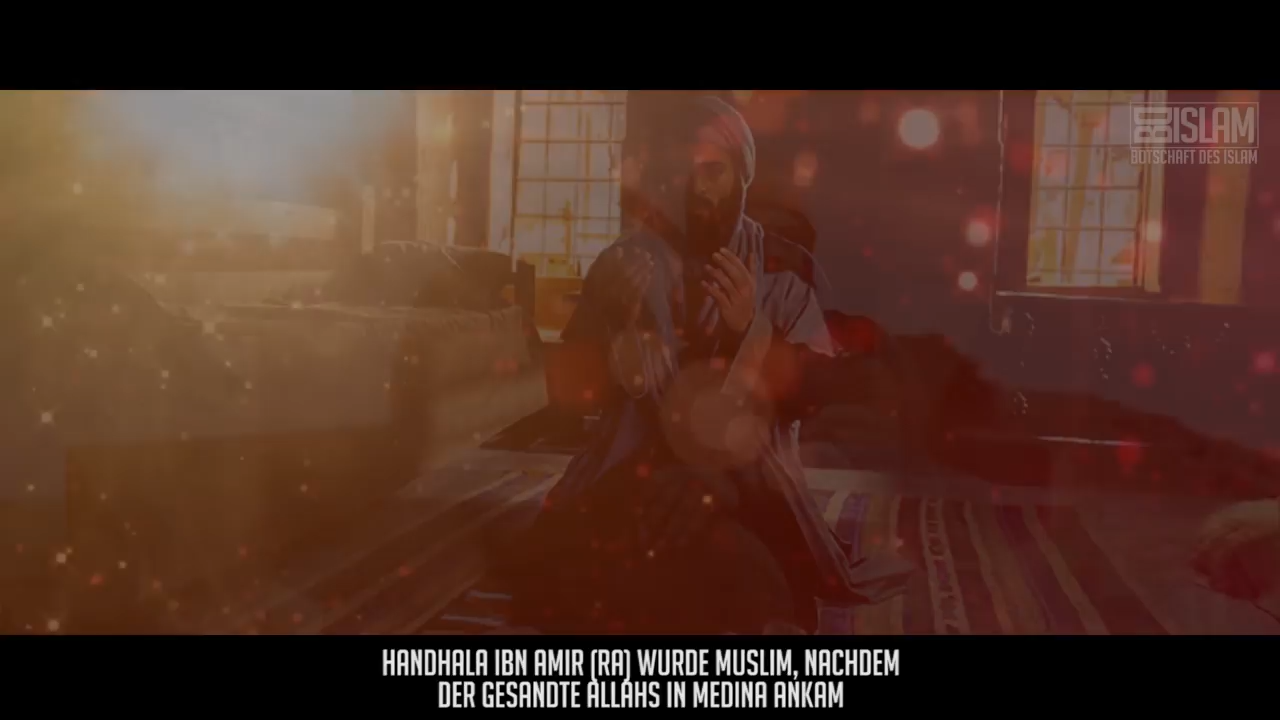 ISLAM
BOTSCHAFT DES ISLAM
HANDHALA IBN AMIR (RA) WURDE MUSLIM, NACHDEM
DER GESANDTE ALLAHS IN MEDINA ANKAM